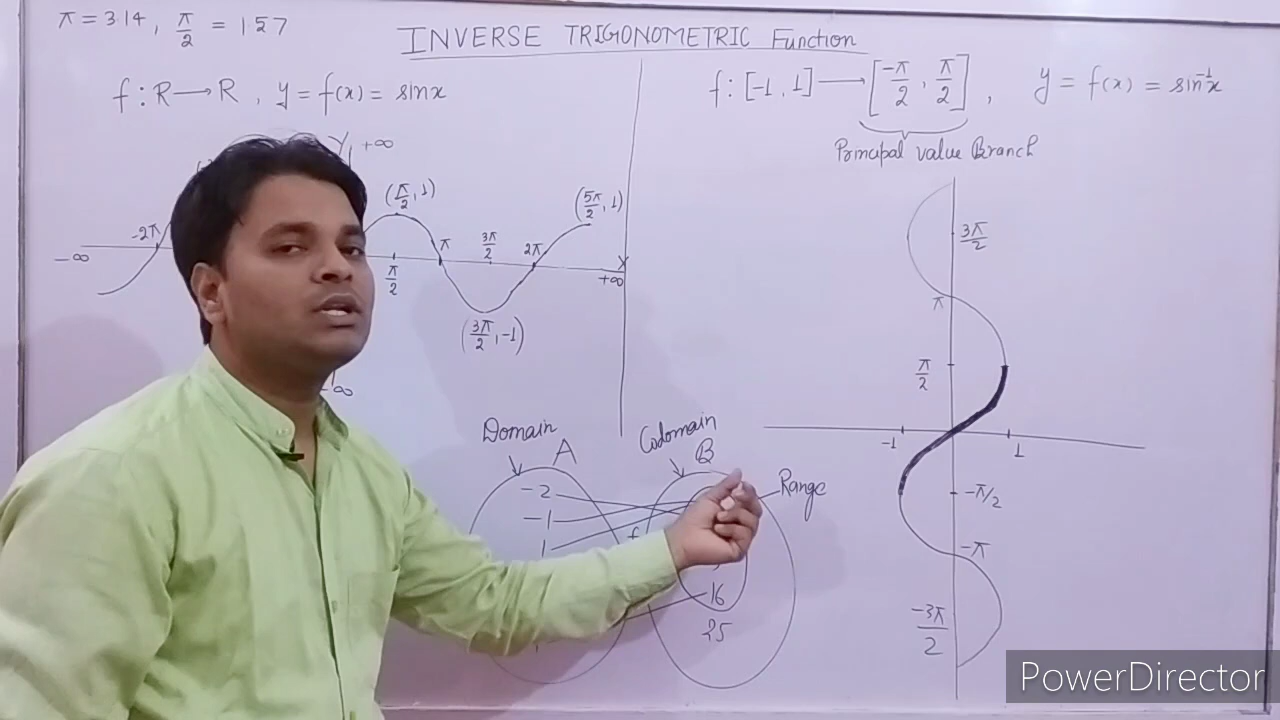 π = 3.14, π/2 = 1.57
INVERSE TRIGONOMETRIC Function
f : R → R , y = f(x) = sinx
f : [-1, 1] → [-π/2, π/2] , y = f(x) = sin⁻¹x
Principal value Branch
Y +∞
(π/2, 1)
(5π/2, 1)
-2π
π
3π/2
2π
-∞
π/2
+∞
(3π/2, -1)
-∞
3π/2
π
π/2
-1
1
-π/2
-π
-3π/2
Domain
A
Codomain
B
Range
-2
-1
1
f
16
25
PowerDirector